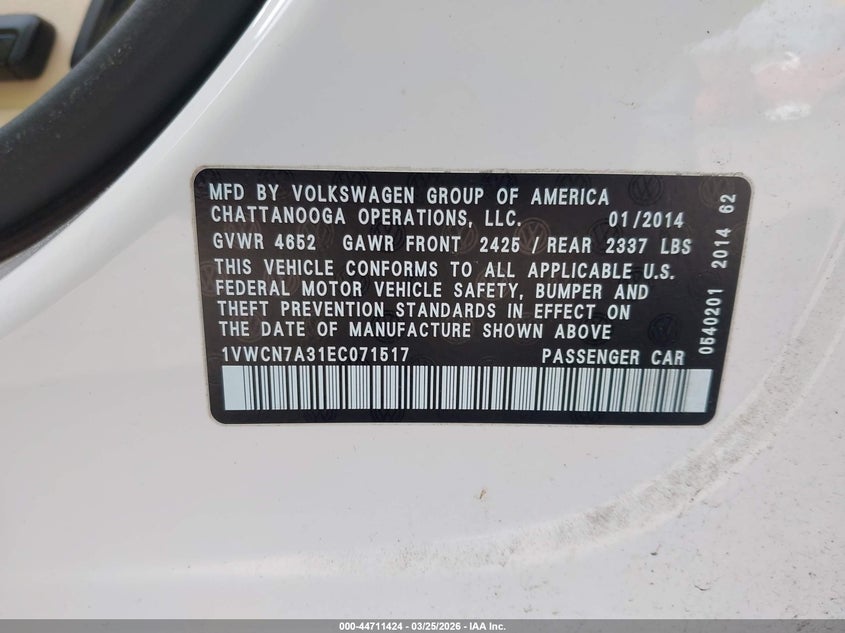 MFD BY VOLKSWAGEN GROUP OF AMERICA
CHATTANOOGA OPERATIONS, LLC. 01/2014
GVWR 4652 GAWR FRONT 2425 / REAR 2337 LBS
THIS VEHICLE CONFORMS TO ALL APPLICABLE U.S.
FEDERAL MOTOR VEHICLE SAFETY, BUMPER AND
THEFT PREVENTION STANDARDS IN EFFECT ON
THE DATE OF MANUFACTURE SHOWN ABOVE
1VWCN7A31EC071517 PASSENGER CAR
0540201 2014 62
000-44711424 - 03/25/2026 - IAA Inc.